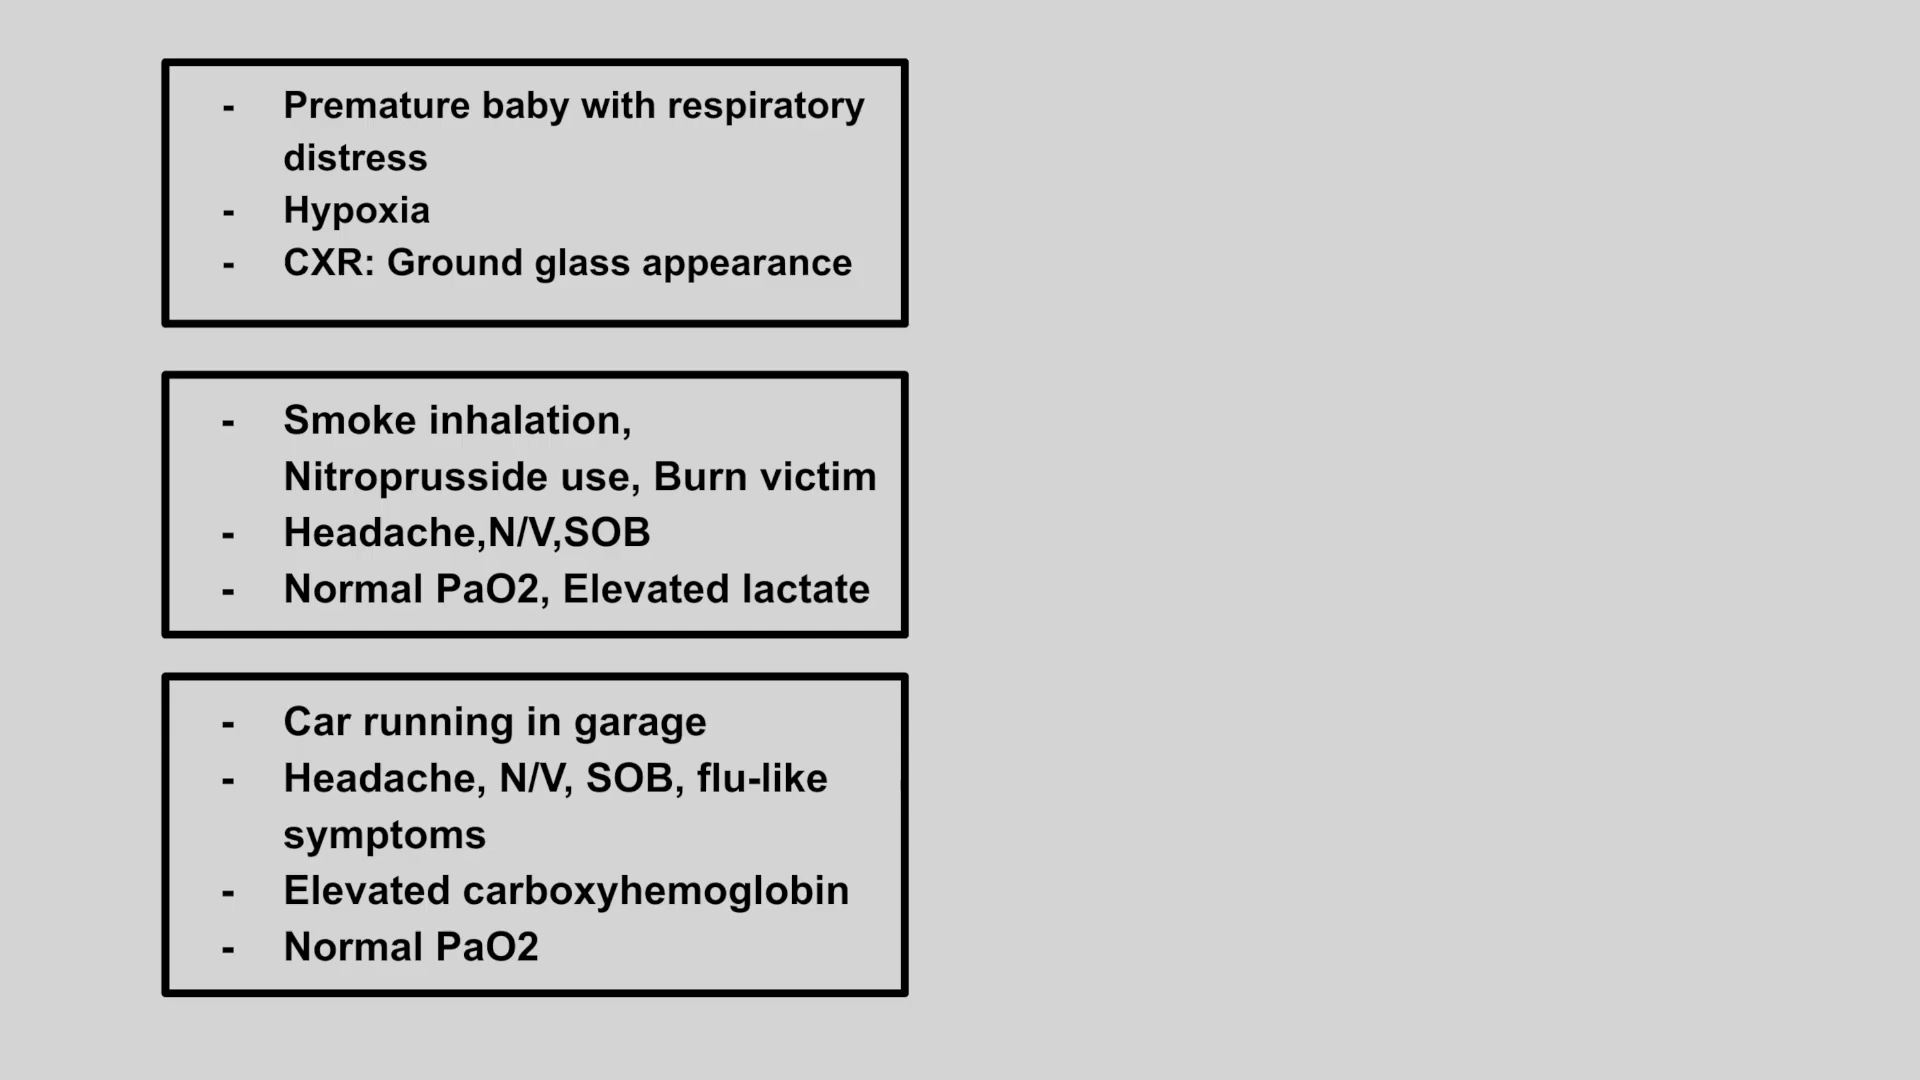 - Premature baby with respiratory
distress
- Hypoxia
- CXR: Ground glass appearance
- Smoke inhalation,
Nitroprusside use, Burn victim
- Headache,N/V,SOB
- Normal PaO2, Elevated lactate
- Car running in garage
- Headache, N/V, SOB, flu-like
symptoms
- Elevated carboxyhemoglobin
- Normal PaO2